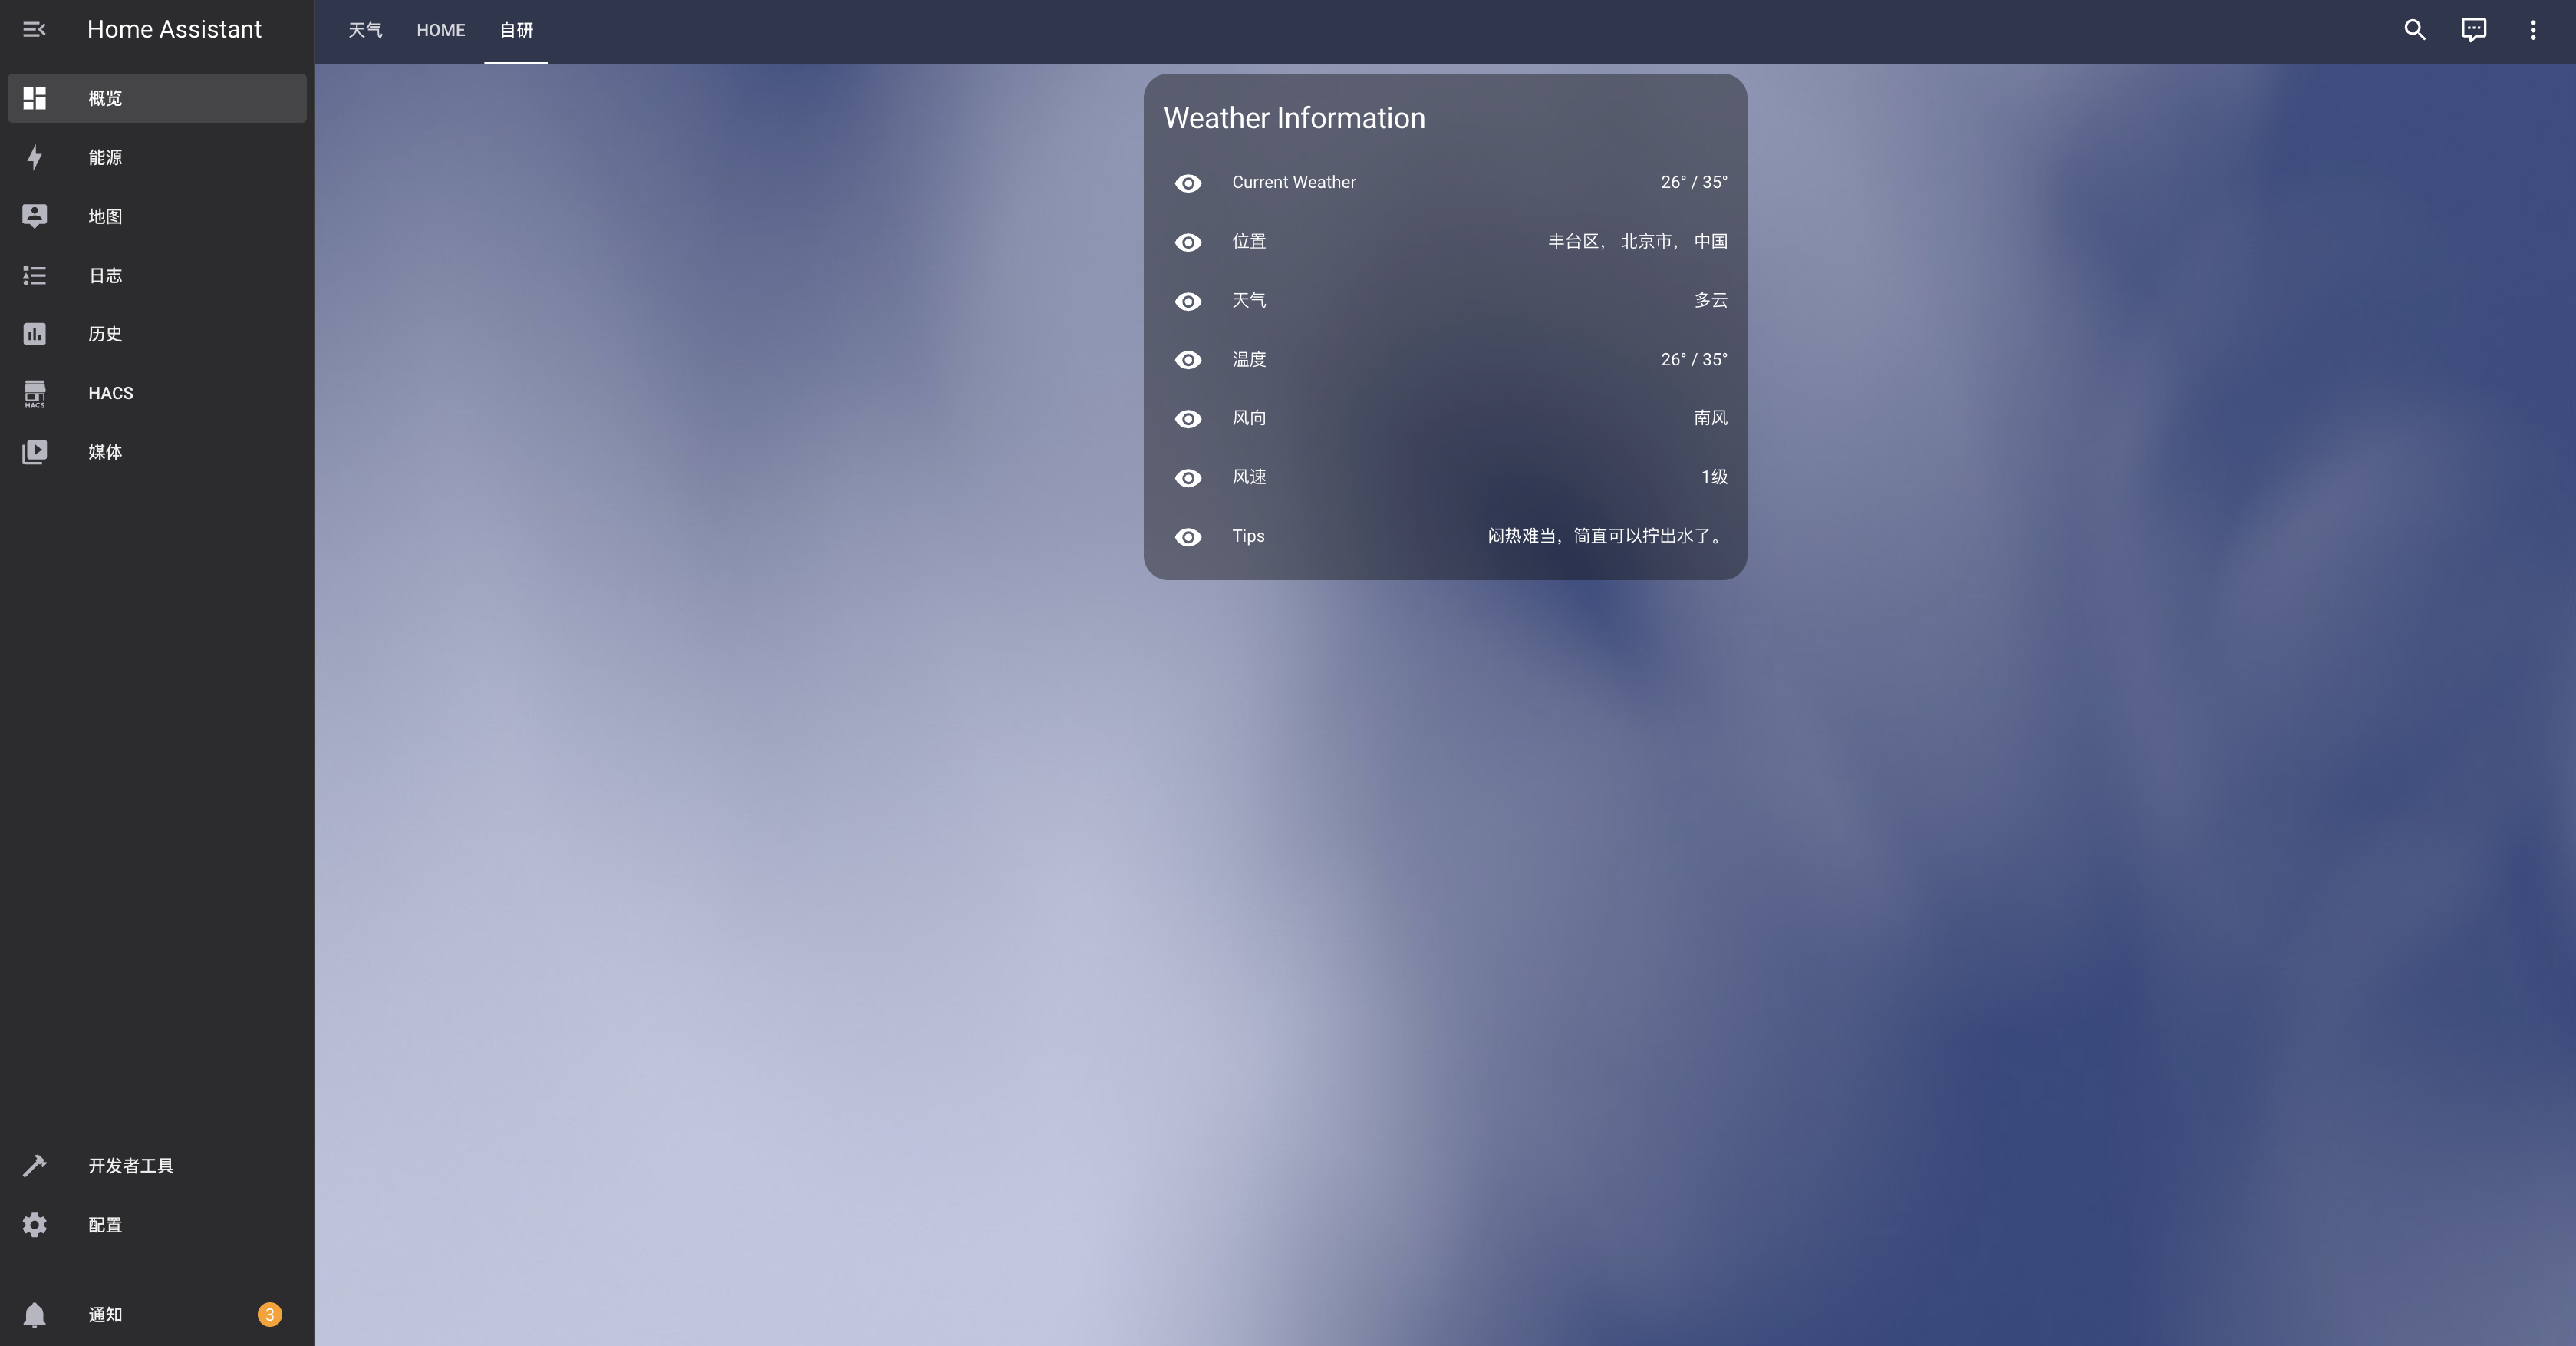 Home Assistant
天气 HOME 自研
概览
能源
地图
日志
历史
HACS
HACS
媒体
开发者工具
配置
通知 3
Weather Information
Current Weather 26° / 35°
位置 丰台区， 北京市， 中国
天气 多云
温度 26° / 35°
风向 南风
风速 1级
Tips 闷热难当，简直可以拧出水了。